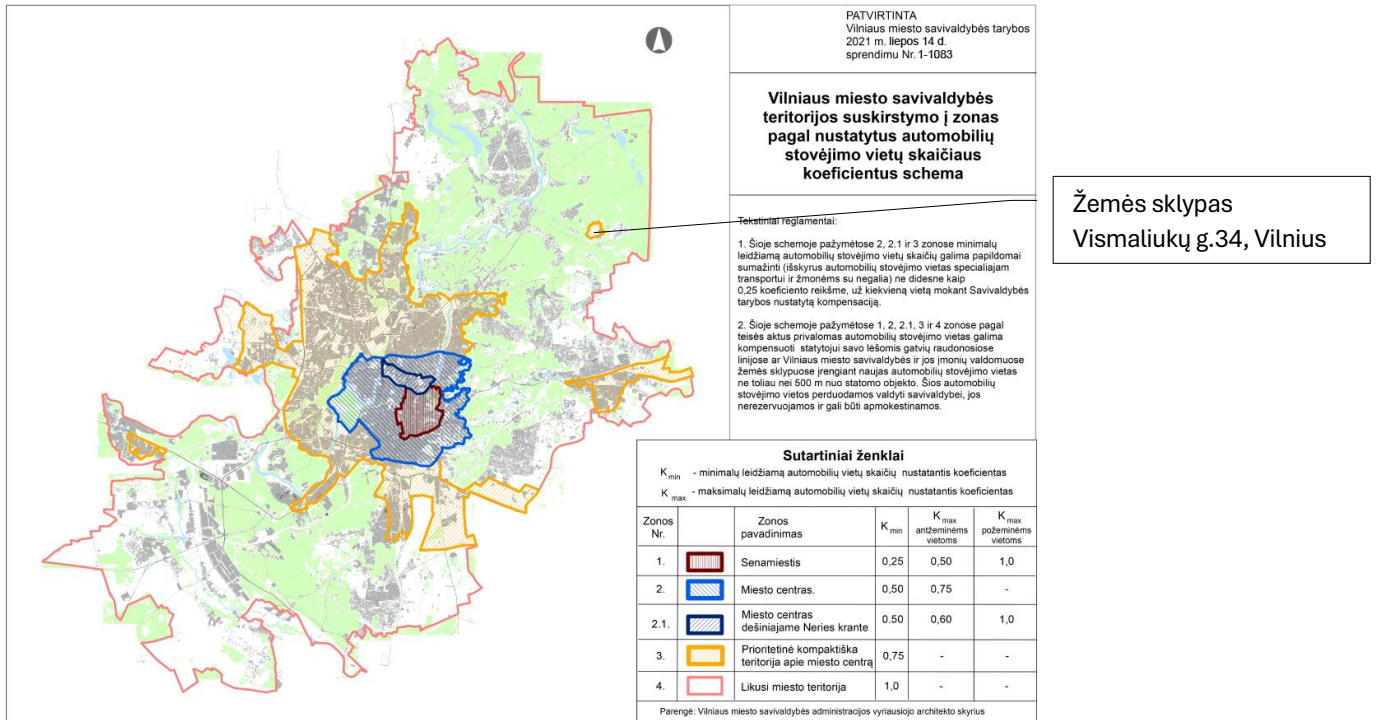 PATVIRTINTA
Vilniaus miesto savivaldybės tarybos
2021 m. liepos 14 d.
sprendimu Nr. 1-1083
Vilniaus miesto savivaldybės
teritorijos suskirstymo į zonas
pagal nustatytus automobilių
stovėjimo vietų skaičiaus
koeficientus schema
Žemės sklypas
Vismaliukų g.34, Vilnius
Tekstiniai reglamentai:
1. Šioje schemoje pažymėtose 2, 2.1 ir 3 zonose minimalų
leidžiamą automobilių stovėjimo vietų skaičių galima papildomai
sumažinti (išskyrus automobilių stovėjimo vietas specialiajam
transportui ir žmonėms su negalia) ne didesne kaip
0,25 koeficiento reikšme, už kiekvieną vietą mokant Savivaldybės
tarybos nustatytą kompensaciją.
2. Šioje schemoje pažymėtose 1, 2, 2.1, 3 ir 4 zonose pagal
teisės aktus privalomas automobilių stovėjimo vietas galima
kompensuoti statytojui savo lėšomis gatvių raudonosiose
linijose ar Vilniaus miesto savivaldybės ir jos įmonių valdomuose
žemės sklypuose įrengiant naujas automobilių stovėjimo vietas
ne toliau nei 500 m nuo statomo objekto. Šios automobilių
stovėjimo vietos perduodamos valdyti savivaldybei, jos
nerezervuojamos ir gali būti apmokestinamos.
Sutartiniai ženklai
K min - minimalų leidžiamą automobilių vietų skaičių nustatantis koeficientas
K max - maksimalų leidžiamą automobilių vietų skaičių nustatantis koeficientas
Zonos Nr. Zonos pavadinimas K min K max antžeminėms vietoms K max požeminėms vietoms
1. Senamiestis 0,25 0,50 1,0
2. Miesto centras. 0,50 0,75 -
2.1. Miesto centras dešiniajame Neries krante 0.50 0,60 1,0
3. Prioritetinė kompaktiška teritorija apie miesto centrą 0,75 - -
4. Likusi miesto teritorija 1,0 - -
Parengė: Vilniaus miesto savivaldybės administracijos vyriausiojo architekto skyrius